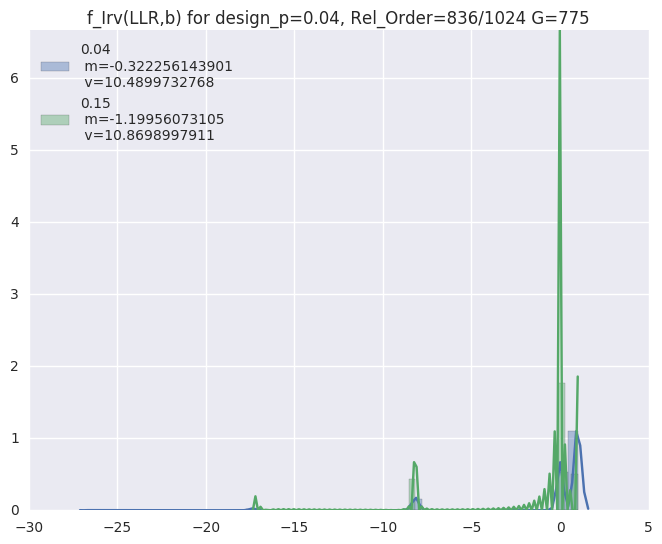 f_Irv(LLR,b) for design_p=0.04, Rel_Order=836/1024 G=775
0.04
m=-0.322256143901
v=10.4899732768
0.15
m=-1.19956073105
v=10.8698997911
6
5
4
3
2
1
0
−30 −25 −20 −15 −10 −5 0 5